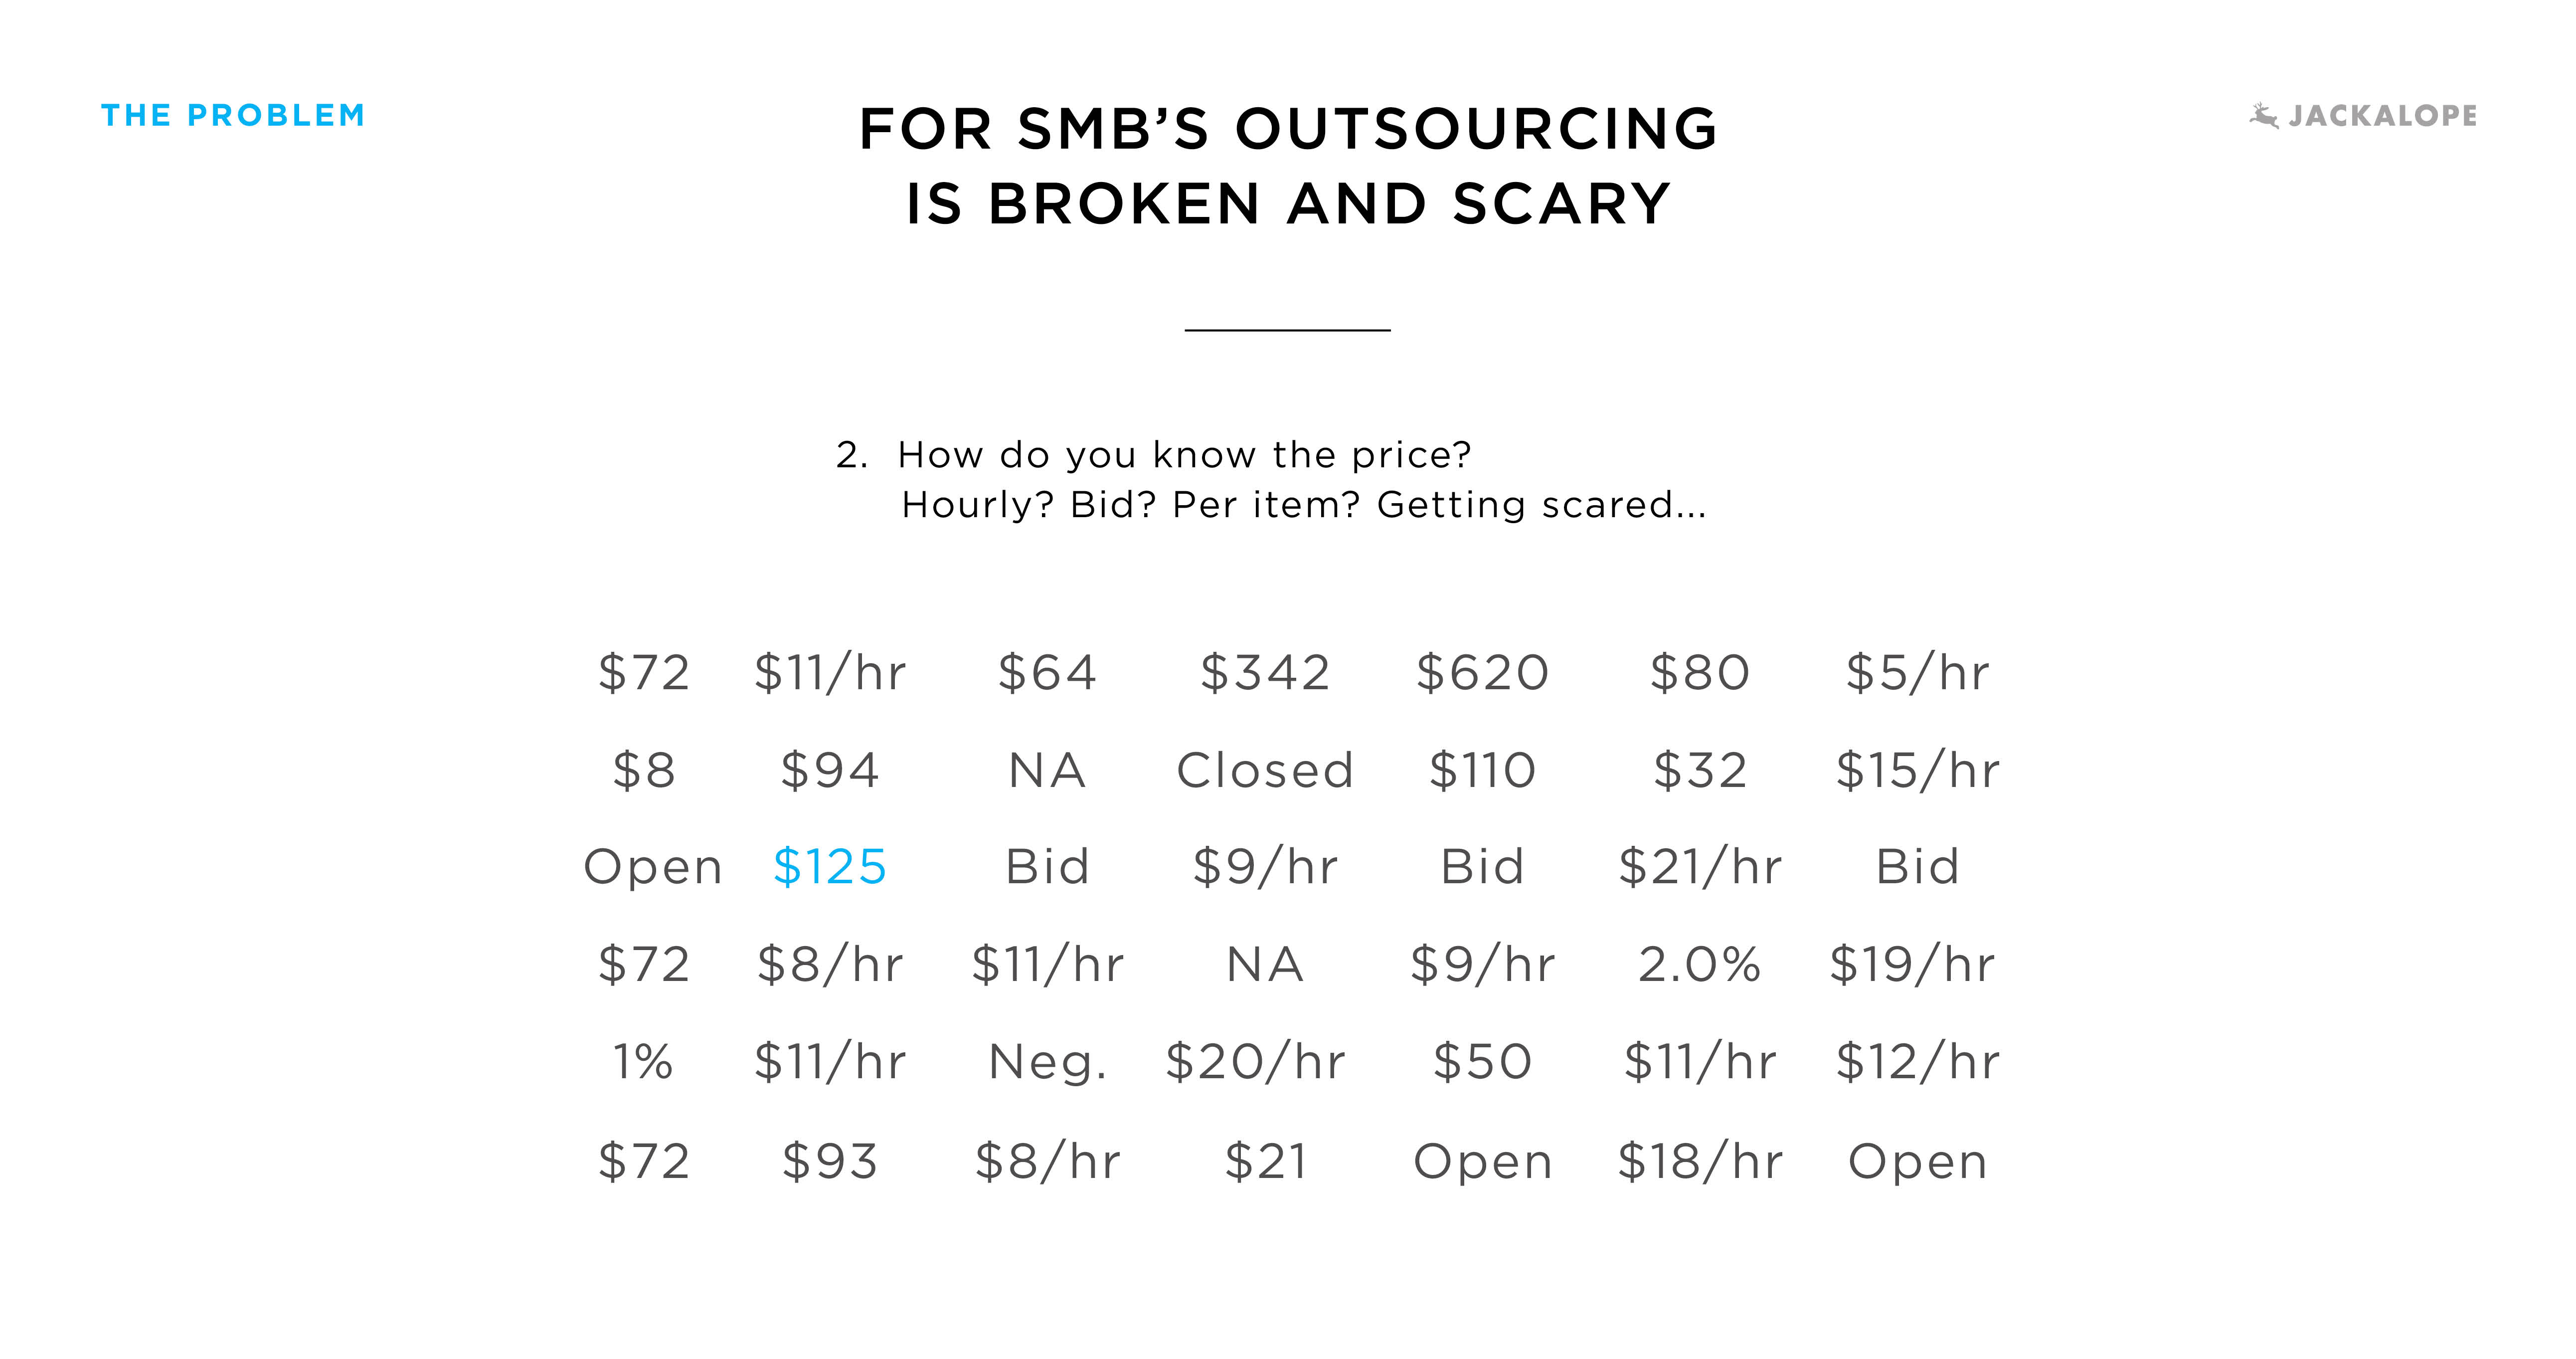 THE PROBLEM
FOR SMB’S OUTSOURCING
IS BROKEN AND SCARY
JACKALOPE
2. How do you know the price?
Hourly? Bid? Per item? Getting scared...
$72 $11/hr $64 $342 $620 $80 $5/hr
$8 $94 NA Closed $110 $32 $15/hr
Open $125 Bid $9/hr Bid $21/hr Bid
$72 $8/hr $11/hr NA $9/hr 2.0% $19/hr
1% $11/hr Neg. $20/hr $50 $11/hr $12/hr
$72 $93 $8/hr $21 Open $18/hr Open